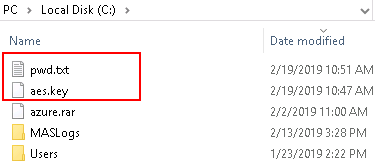 PC > Local Disk (C:) >
Name Date modified
pwd.txt 2/19/2019 10:51 AM
aes.key 2/19/2019 10:47 AM
azure.rar 2/2/2019 11:00 AM
MASLogs 2/13/2019 3:28 PM
Users 1/23/2019 2:22 PM